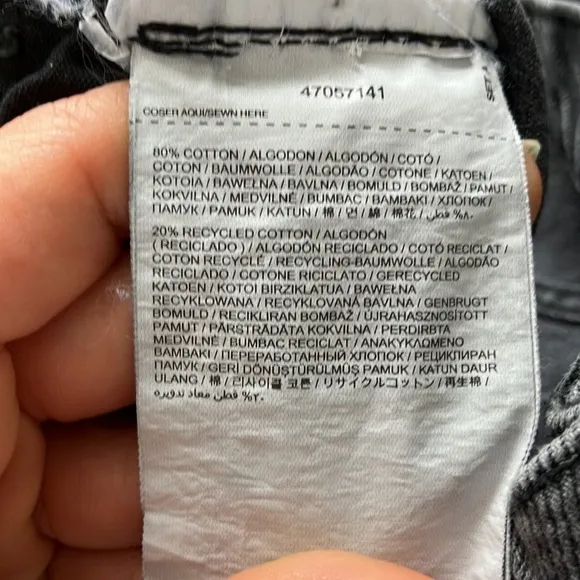 47057141
SET A
COSER AQUI/SEWN HERE
80% COTTON / ALGODON / ALGODÓN / COTÓ /
COTON / BAUMWOLLE / ALGODÃO / COTONE / KATOEN /
KOTOIA / BAWEŁNA / BAVLNA / BOMULD / BOMBAŽ / PAMUT /
KOKVILNA / MEDVILNĖ / BUMBAC / BAMBAKI / ХЛОПОК /
ПАМУК / PAMUK / KATUN / 棉 / 면 / 綿 / 棉花 / ٨٠% قطن
20% RECYCLED COTTON / ALGODON
( RECICLADO ) / ALGODÓN RECICLADO / COTÓ RECICLAT /
COTON RECYCLÉ / RECYCLING-BAUMWOLLE / ALGODÃO
RECICLADO / COTONE RICICLATO / GERECYCLED
KATOEN / KOTOI BIRZIKLATUA / BAWEŁNA
RECYKLOWANA / RECYKLOVANÁ BAVLNA / GENBRUGT
BOMULD / RECIKLIRAN BOMBAŽ / ÚJRAHASZNOSÍTOTT
PAMUT / PĀRSTRĀDĀTA KOKVILNA / PERDIRBTA
MEDVILNĖ / BUMBAC RECICLAT / ΑΝΑΚΥΚΛΩΜΕΝΟ
BAMBAKI / ПЕРЕРАБОТАННЫЙ ХЛОПОК / РЕЦИКЛИРАН
ПАМУК / GERİ DÖNÜŞTÜRÜLMÜŞ PAMUK / KATUN DAUR
ULANG / 棉 / 리사이클 코튼 / リサイクルコットン / 再生棉 /
٢٠% قطن معاد تدويره